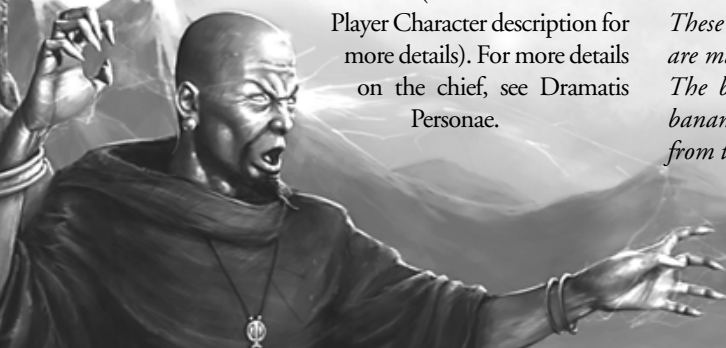 Player Character description for
more details). For more details
on the chief, see Dramatis
Personae.
These
are m
The b
banan
from t